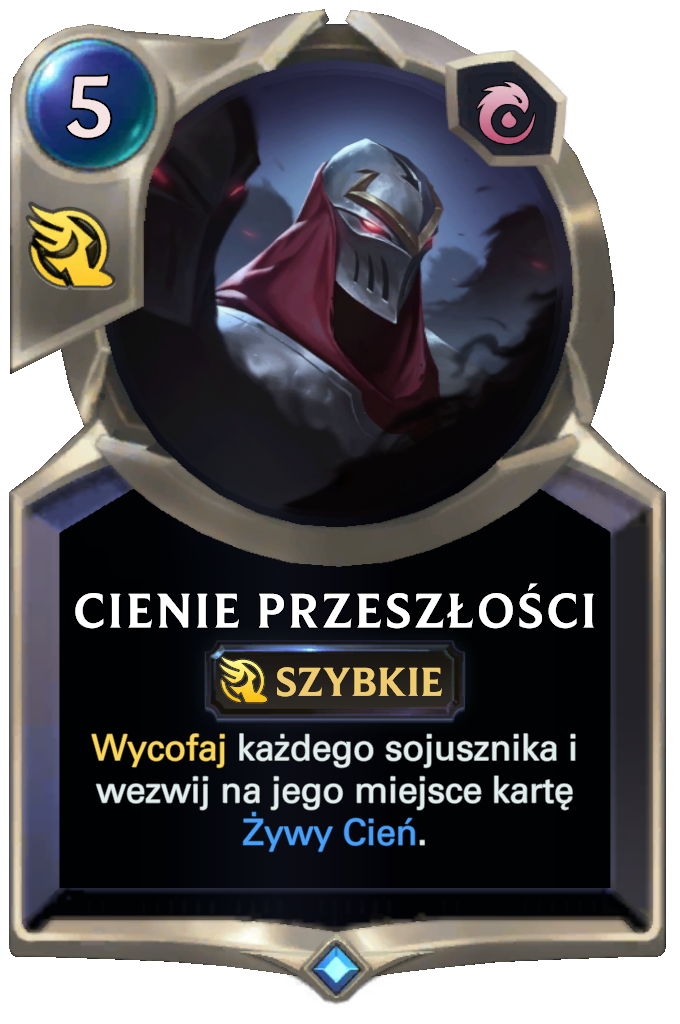 5
CIENIE PRZESZŁOŚCI
SZYBKIE
Wycofaj każdego sojusznika i
wezwij na jego miejsce kartę
Żywy Cień.